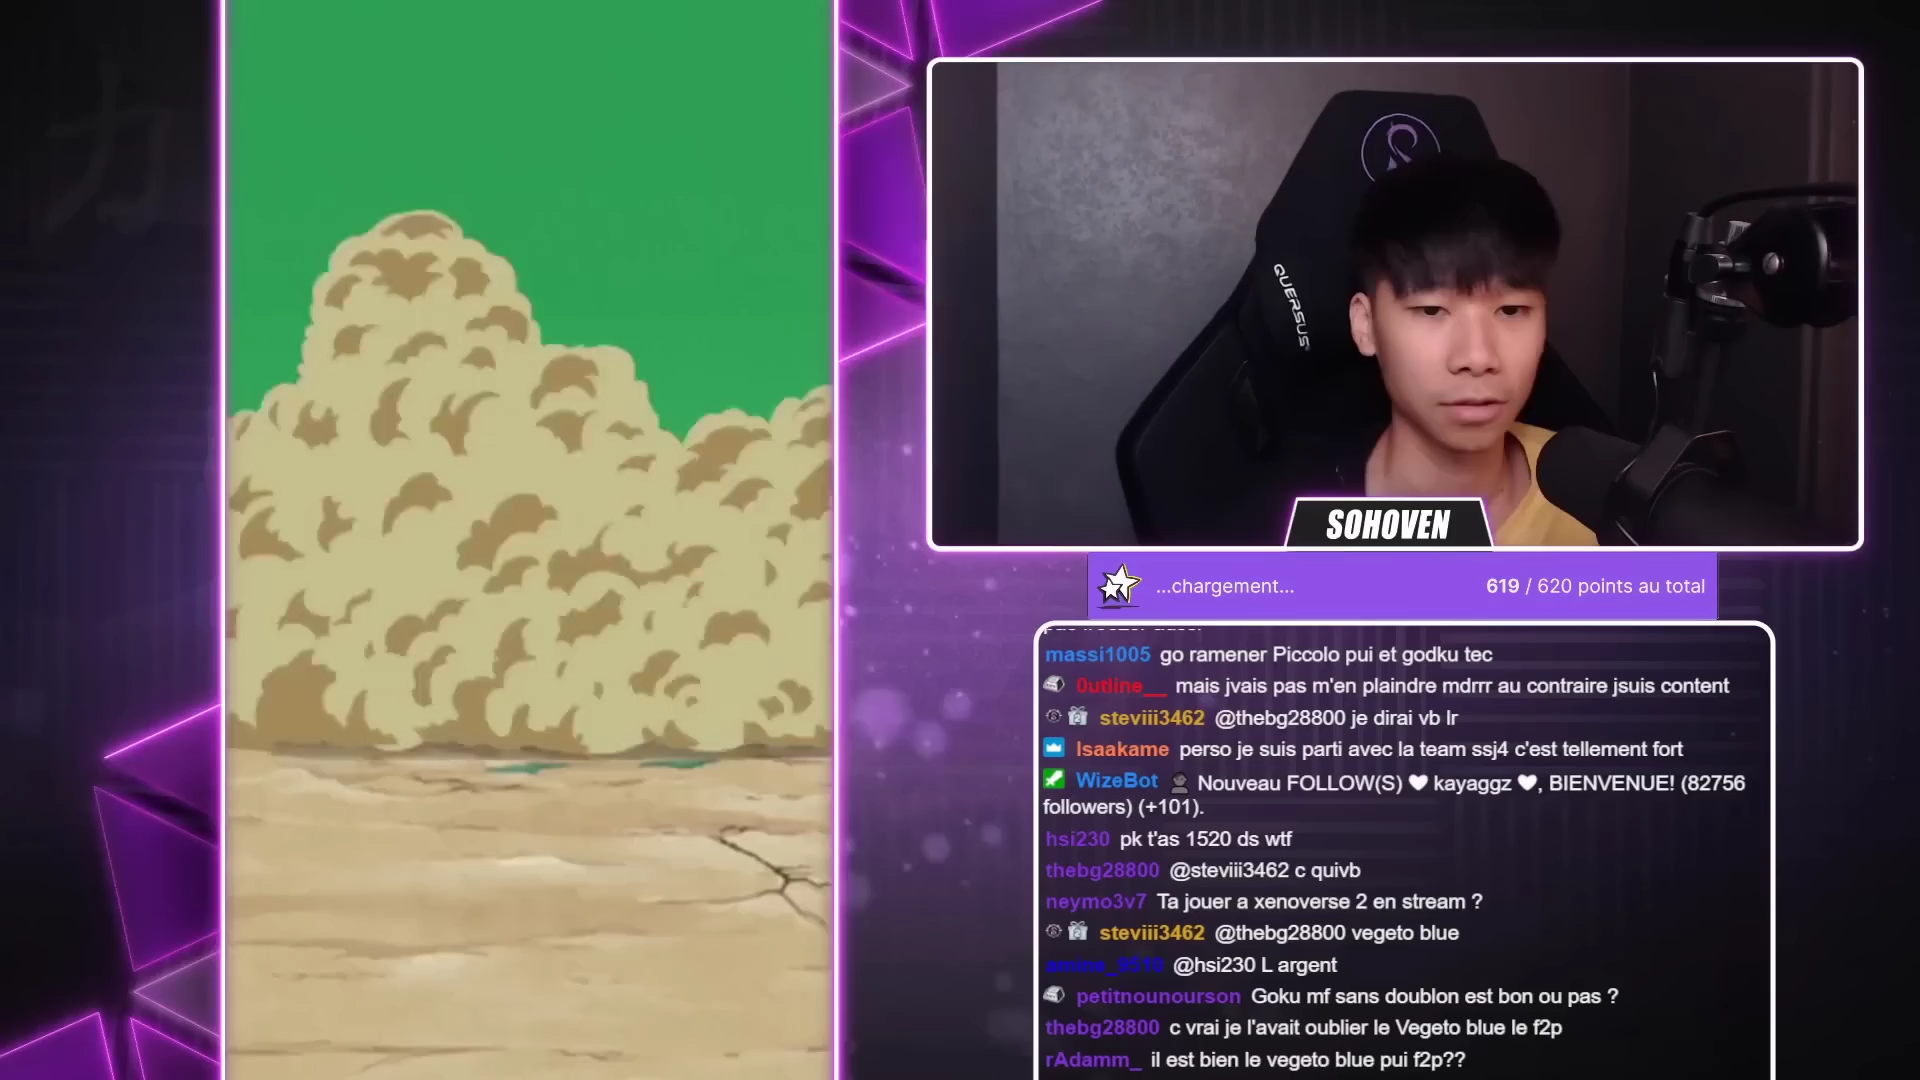 力
QUERSUS
SOHOVEN
...chargement... 619 / 620 points au total
massi1005 go ramener Piccolo pui et godku tec
0utline__ mais jvais pas m'en plaindre mdrrr au contraire jsuis content
steviii3462 @thebg28800 je dirai vb lr
Isaakame perso je suis parti avec la team ssj4 c'est tellement fort
WizeBot Nouveau FOLLOW(S) ♥ kayaggz ♥, BIENVENUE! (82756
followers) (+101).
hsi230 pk t'as 1520 ds wtf
thebg28800 @steviii3462 c quivb
neymo3v7 Ta jouer a xenoverse 2 en stream ?
steviii3462 @thebg28800 vegeto blue
amine_9510 @hsi230 L argent
petitnounourson Goku mf sans doublon est bon ou pas ?
thebg28800 c vrai je l'avait oublier le Vegeto blue le f2p
rAdamm_ il est bien le vegeto blue pui f2p??